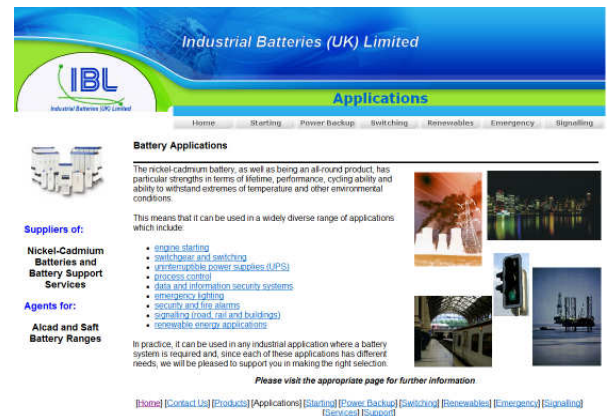 Industrial Batteries (UK) Limited
IBL
Industrial Batteries (UK) Limited
Applications
Home Starting Power Backup Switching Renewables Emergency Signalling
Battery Applications
The nickel-cadmium battery, as well as being an all-round product, has
particular strengths in terms of lifetime, performance, cycling ability and
ability to withstand extremes of temperature and other environmental
conditions.
This means that it can be used in a widely diverse range of applications
which include:
engine starting
switchgear and switching
uninterruptible power supplies (UPS)
process control
data and information security systems
emergency lighting
security and fire alarms
signalling (road, rail and buildings)
renewable energy applications
In practice, it can be used in any industrial application where a battery
system is required and, since each of these applications has different
needs, we will be pleased to support you in making the right selection.
Suppliers of:
Nickel-Cadmium
Batteries and
Battery Support
Services
Agents for:
Alcad and Saft
Battery Ranges
Please visit the appropriate page for further information
[Home] [Contact Us] [Products] [Applications] [Starting] [Power Backup] [Switching] [Renewables] [Emergency] [Signalling]
[Services] [Support]